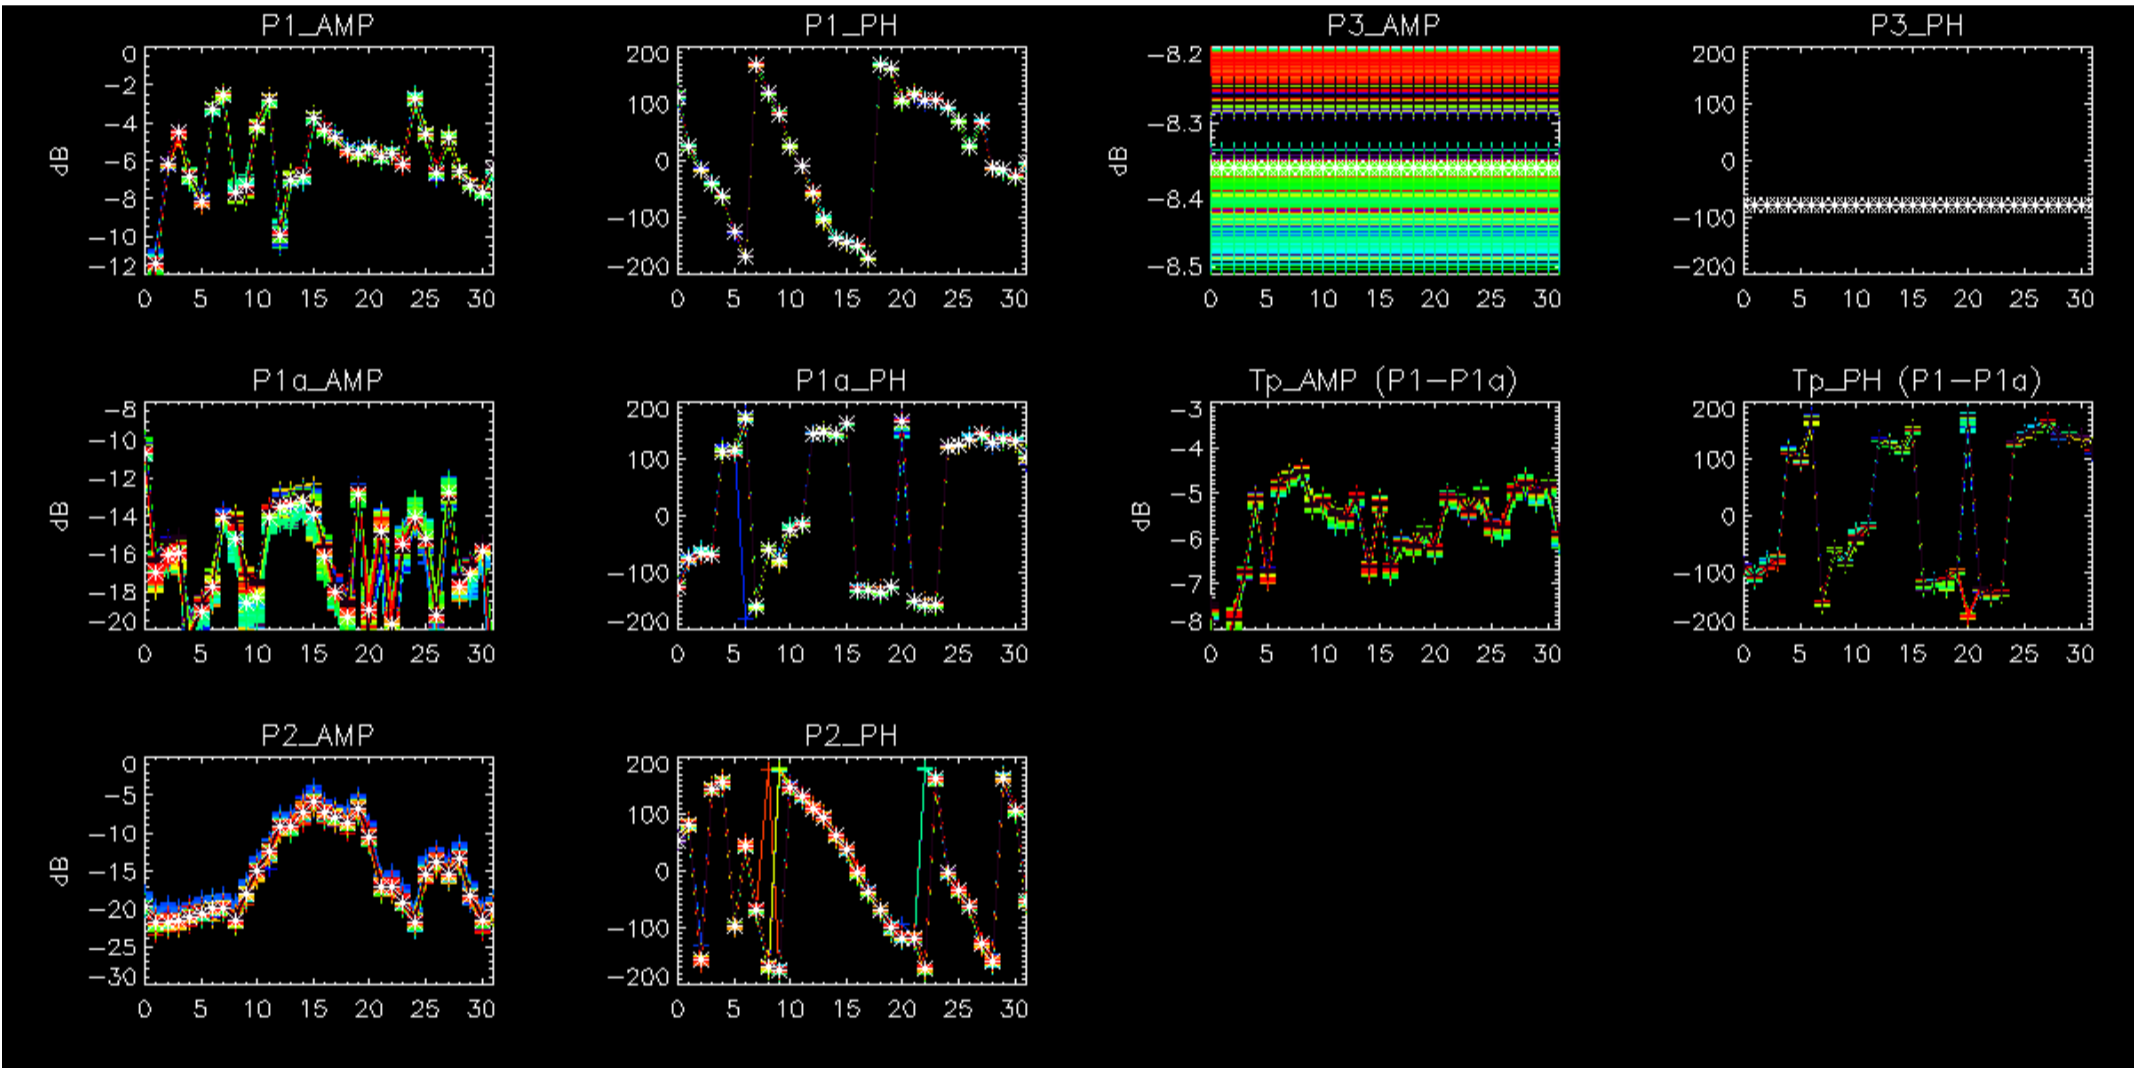 P1_AMP
P1_PH
P3_AMP
P3_PH
dB
0
−2
−4
−6
−8
−10
−12
0 5 10 15 20 25 30
200
100
0
−100
−200
0 5 10 15 20 25 30
dB
−8.2
−8.3
−8.4
−8.5
0 5 10 15 20 25 30
200
100
0
−100
−200
0 5 10 15 20 25 30
P1a_AMP
P1a_PH
Tp_AMP (P1−P1a)
Tp_PH (P1−P1a)
dB
−8
−10
−12
−14
−16
−18
−20
0 5 10 15 20 25 30
200
100
0
−100
−200
0 5 10 15 20 25 30
dB
−3
−4
−5
−6
−7
−8
0 5 10 15 20 25 30
200
100
0
−100
−200
0 5 10 15 20 25 30
P2_AMP
P2_PH
dB
0
−5
−10
−15
−20
−25
−30
0 5 10 15 20 25 30
200
100
0
−100
−200
0 5 10 15 20 25 30